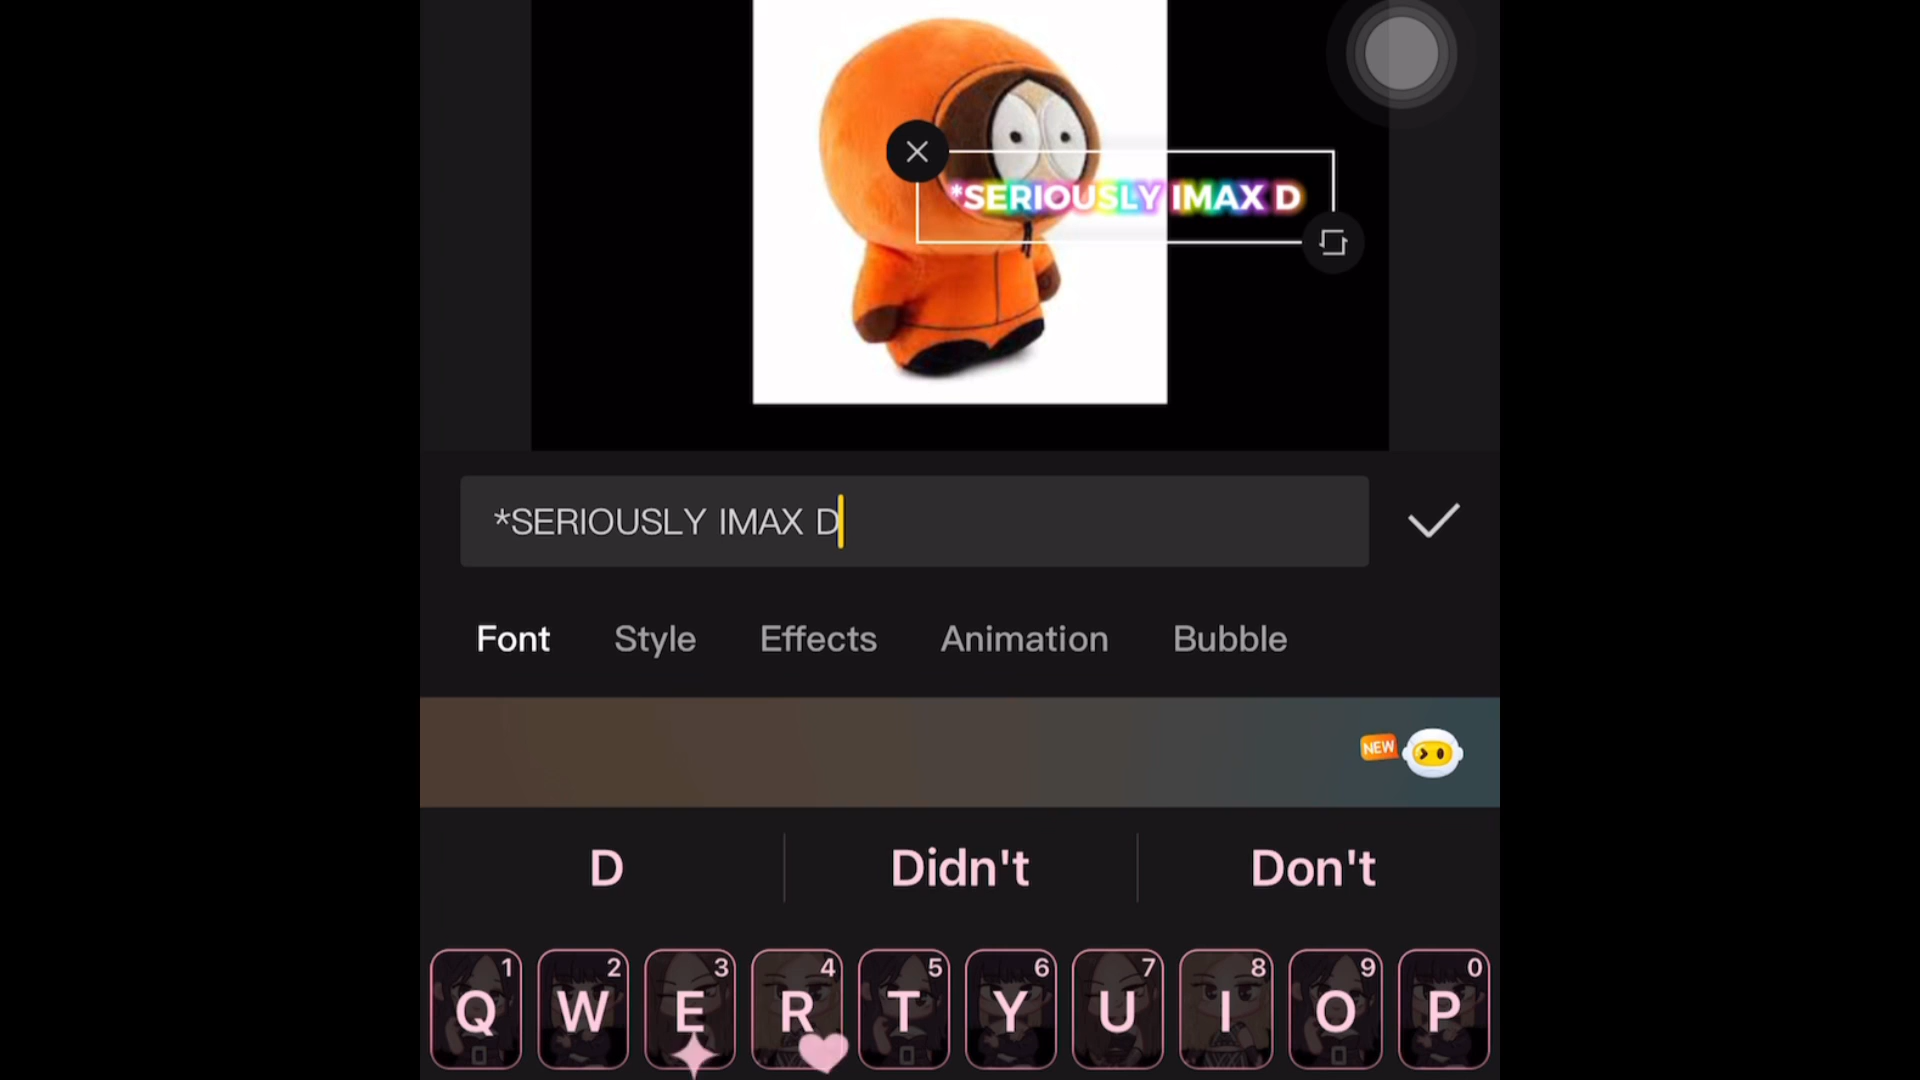 *SERIOUSLY IMAX D
*SERIOUSLY IMAX D
Font Style Effects Animation Bubble
NEW
D Didn't Don't
1 2 3 4 5 6 7 8 9 0
Q W E R T Y U I O P